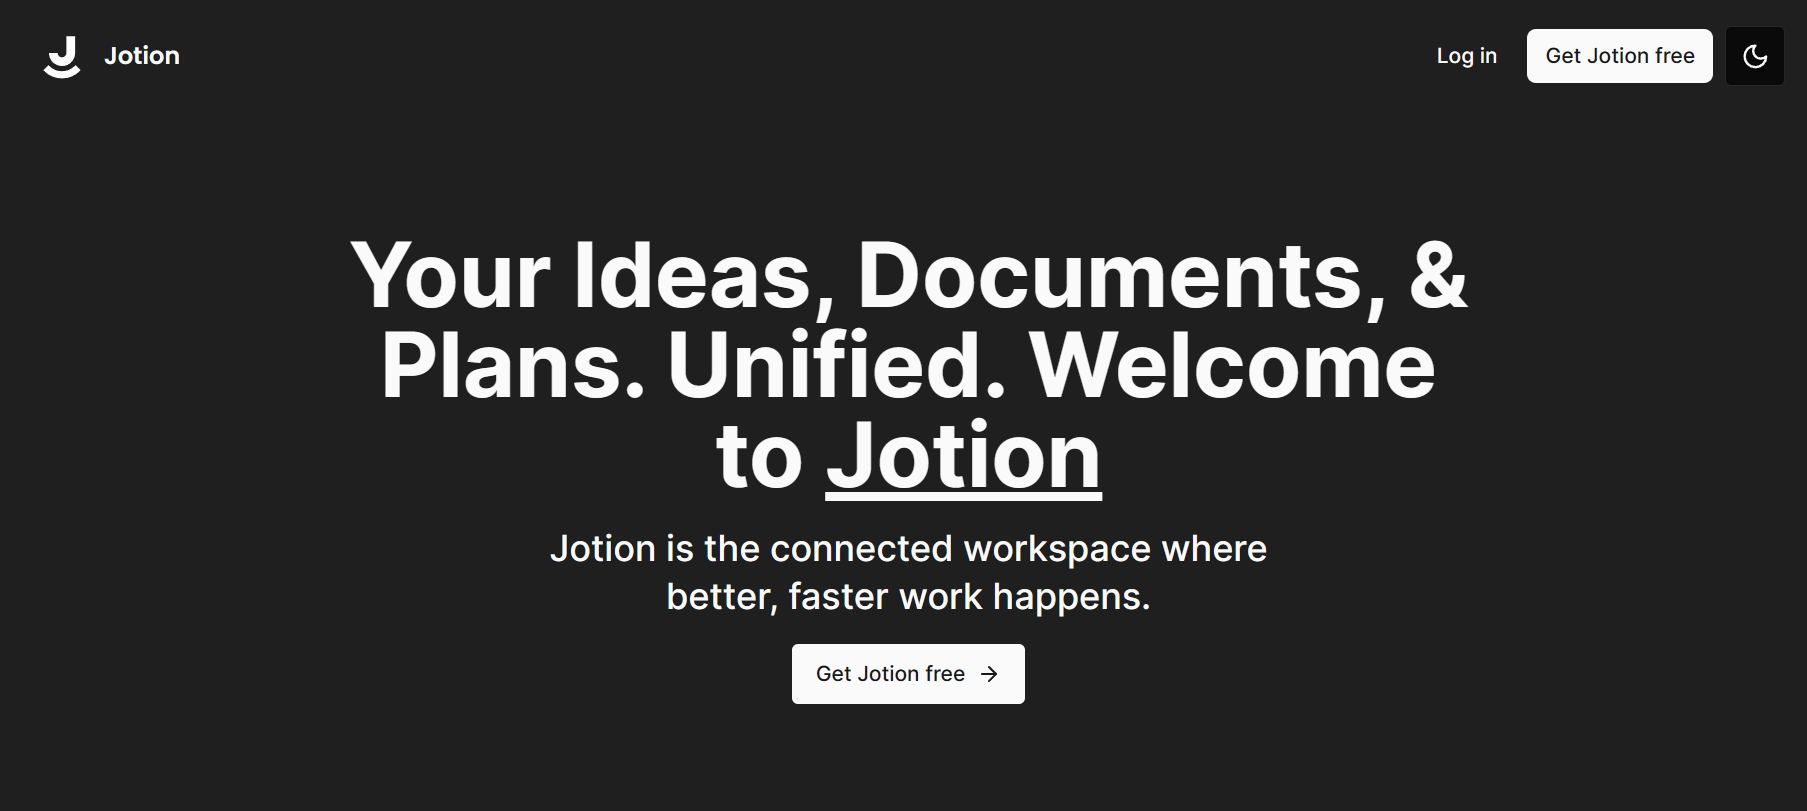 Jotion
Log in
Get Jotion free
Your Ideas, Documents, &
Plans. Unified. Welcome
to Jotion
Jotion is the connected workspace where
better, faster work happens.
Get Jotion free